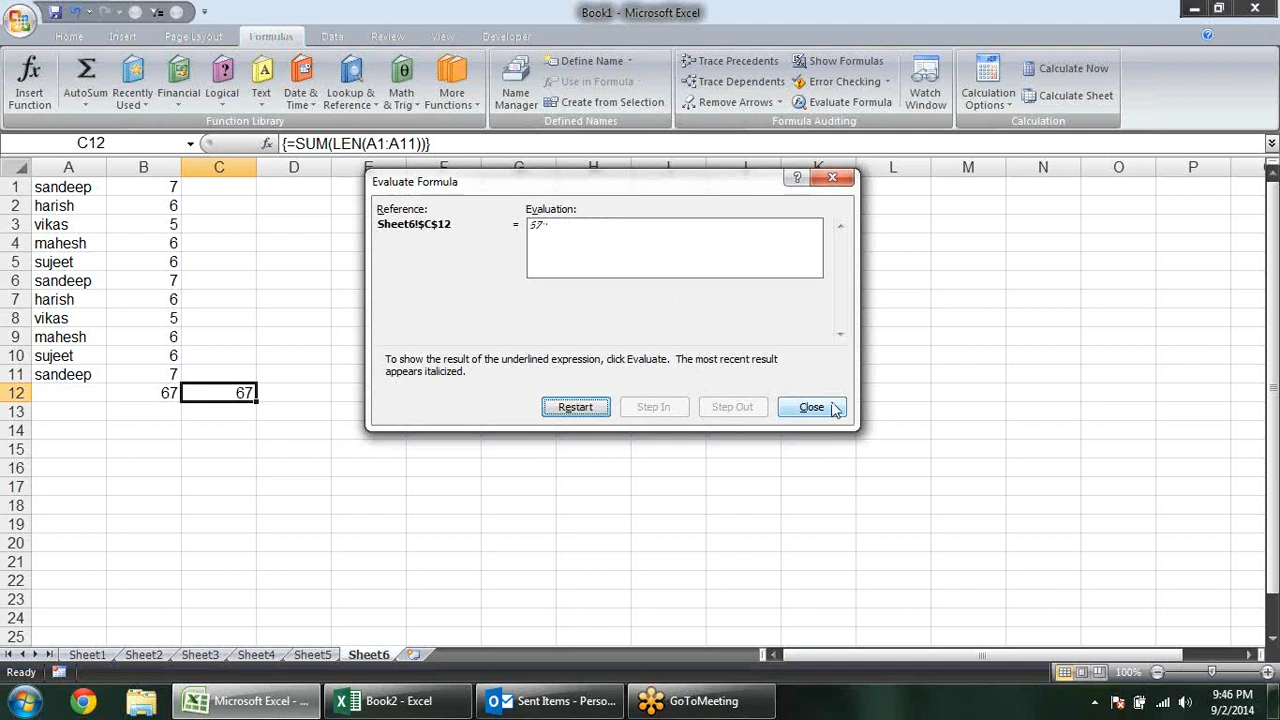 Book1 - Microsoft Excel
Home Insert Page Layout Formulas Data Review View Developer
fx Σ A θ
Insert Function AutoSum Recently Used Financial Logical Text Date & Time Lookup & Reference Math & Trig More Functions
Function Library
Name Manager
Define Name
Use in Formula
Create from Selection
Defined Names
Trace Precedents Show Formulas
Trace Dependents Error Checking
Remove Arrows Evaluate Formula
Formula Auditing
Watch Window
Calculation Options
Calculate Now
Calculate Sheet
Calculation
C12 fx {=SUM(LEN(A1:A11))}
A B C D E F G H I J K L M N O P
1 sandeep 7
2 harish 6
3 vikas 5
4 mahesh 6
5 sujeet 6
6 sandeep 7
7 harish 6
8 vikas 5
9 mahesh 6
10 sujeet 6
11 sandeep 7
12 67 67
13
14
15
16
17
18
19
20
21
22
23
24
25
Evaluate Formula
?
Reference: Evaluation:
Sheet6!$C$12 =
To show the result of the underlined expression, click Evaluate. The most recent result
appears italicized.
Restart Step In Step Out Close
Sheet1 Sheet2 Sheet3 Sheet4 Sheet5 Sheet6
Ready 100%
Microsoft Excel - ... Book2 - Excel Sent Items - Perso... GoToMeeting
9:46 PM
9/2/2014